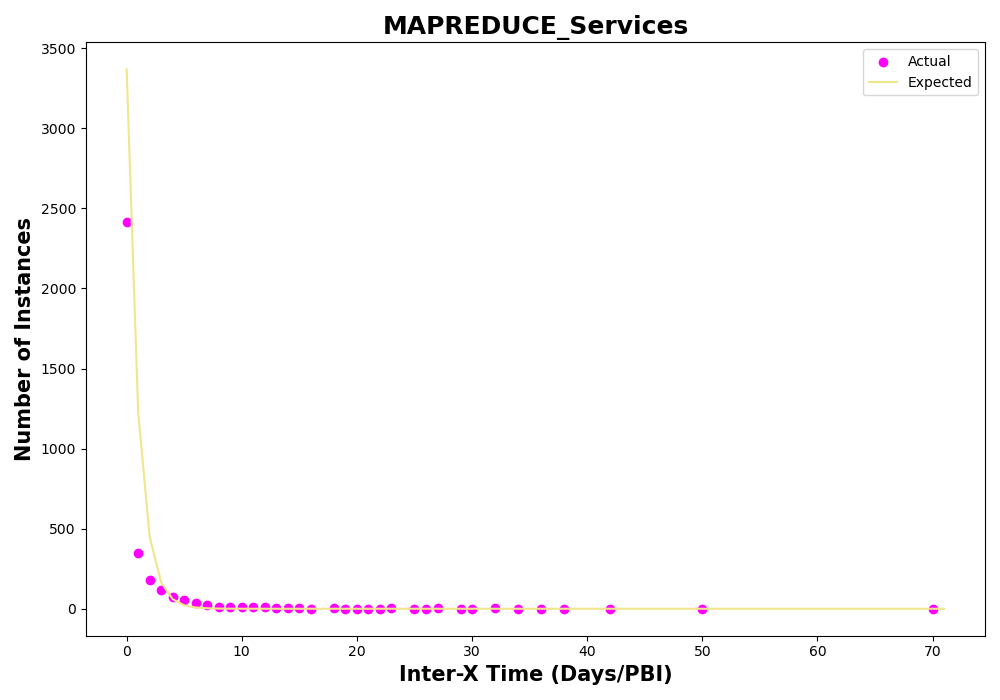 MAPREDUCE_Services
Actual
Expected
Number of Instances
3500
3000
2500
2000
1500
1000
500
0
0 10 20 30 40 50 60 70
Inter-X Time (Days/PBI)